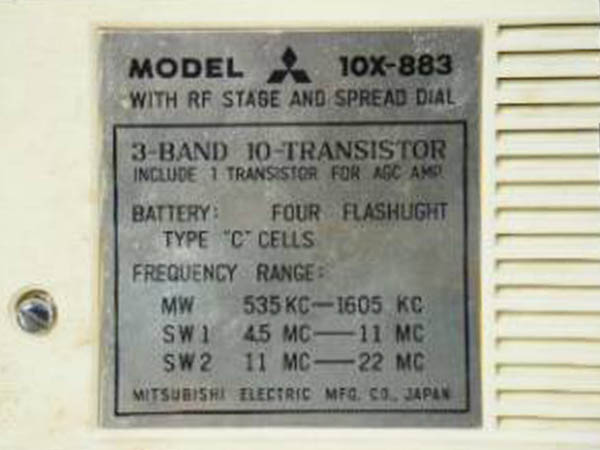 MODEL 10X-883
WITH RF STAGE AND SPREAD DIAL
3-BAND 10-TRANSISTOR
INCLUDE 1 TRANSISTOR FOR AGC AMP.
BATTERY: FOUR FLASHLIGHT
TYPE "C" CELLS
FREQUENCY RANGE:
MW 535 KC—1605 KC
SW1 4.5 MC—11 MC
SW2 11 MC—22 MC
MITSUBISHI ELECTRIC MFG. CO., JAPAN